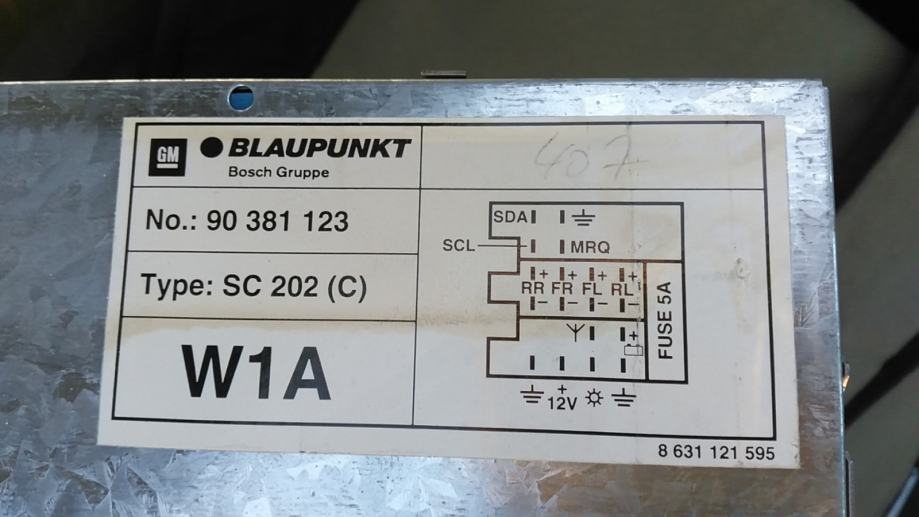 GM BLAUPUNKT
Bosch Gruppe
No.: 90 381 123
Type: SC 202 (C)
W1A
407
SDA
SCL MRQ
+ + + +
RR FR FL RL
- - - -
FUSE 5A
+
+
12V
8 631 121 595